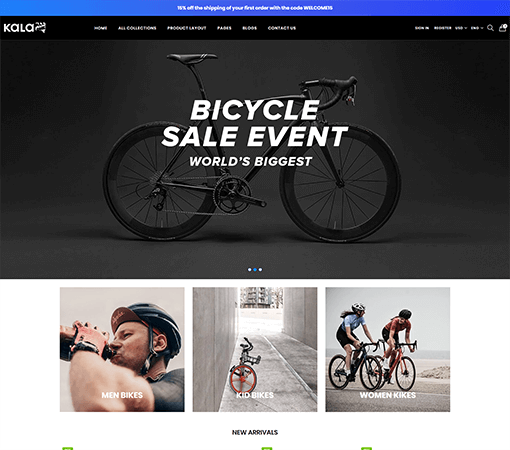 15% off the shipping of your first order with the code WELCOME15
KALA
HOME ALL COLLECTIONS PRODUCT LAYOUT PAGES BLOGS CONTACT US
SIGN IN REGISTER USD ENG
BICYCLE
SALE EVENT
WORLD'S BIGGEST
MEN BIKES
KID BIKES
WOMEN KIKES
NEW ARRIVALS